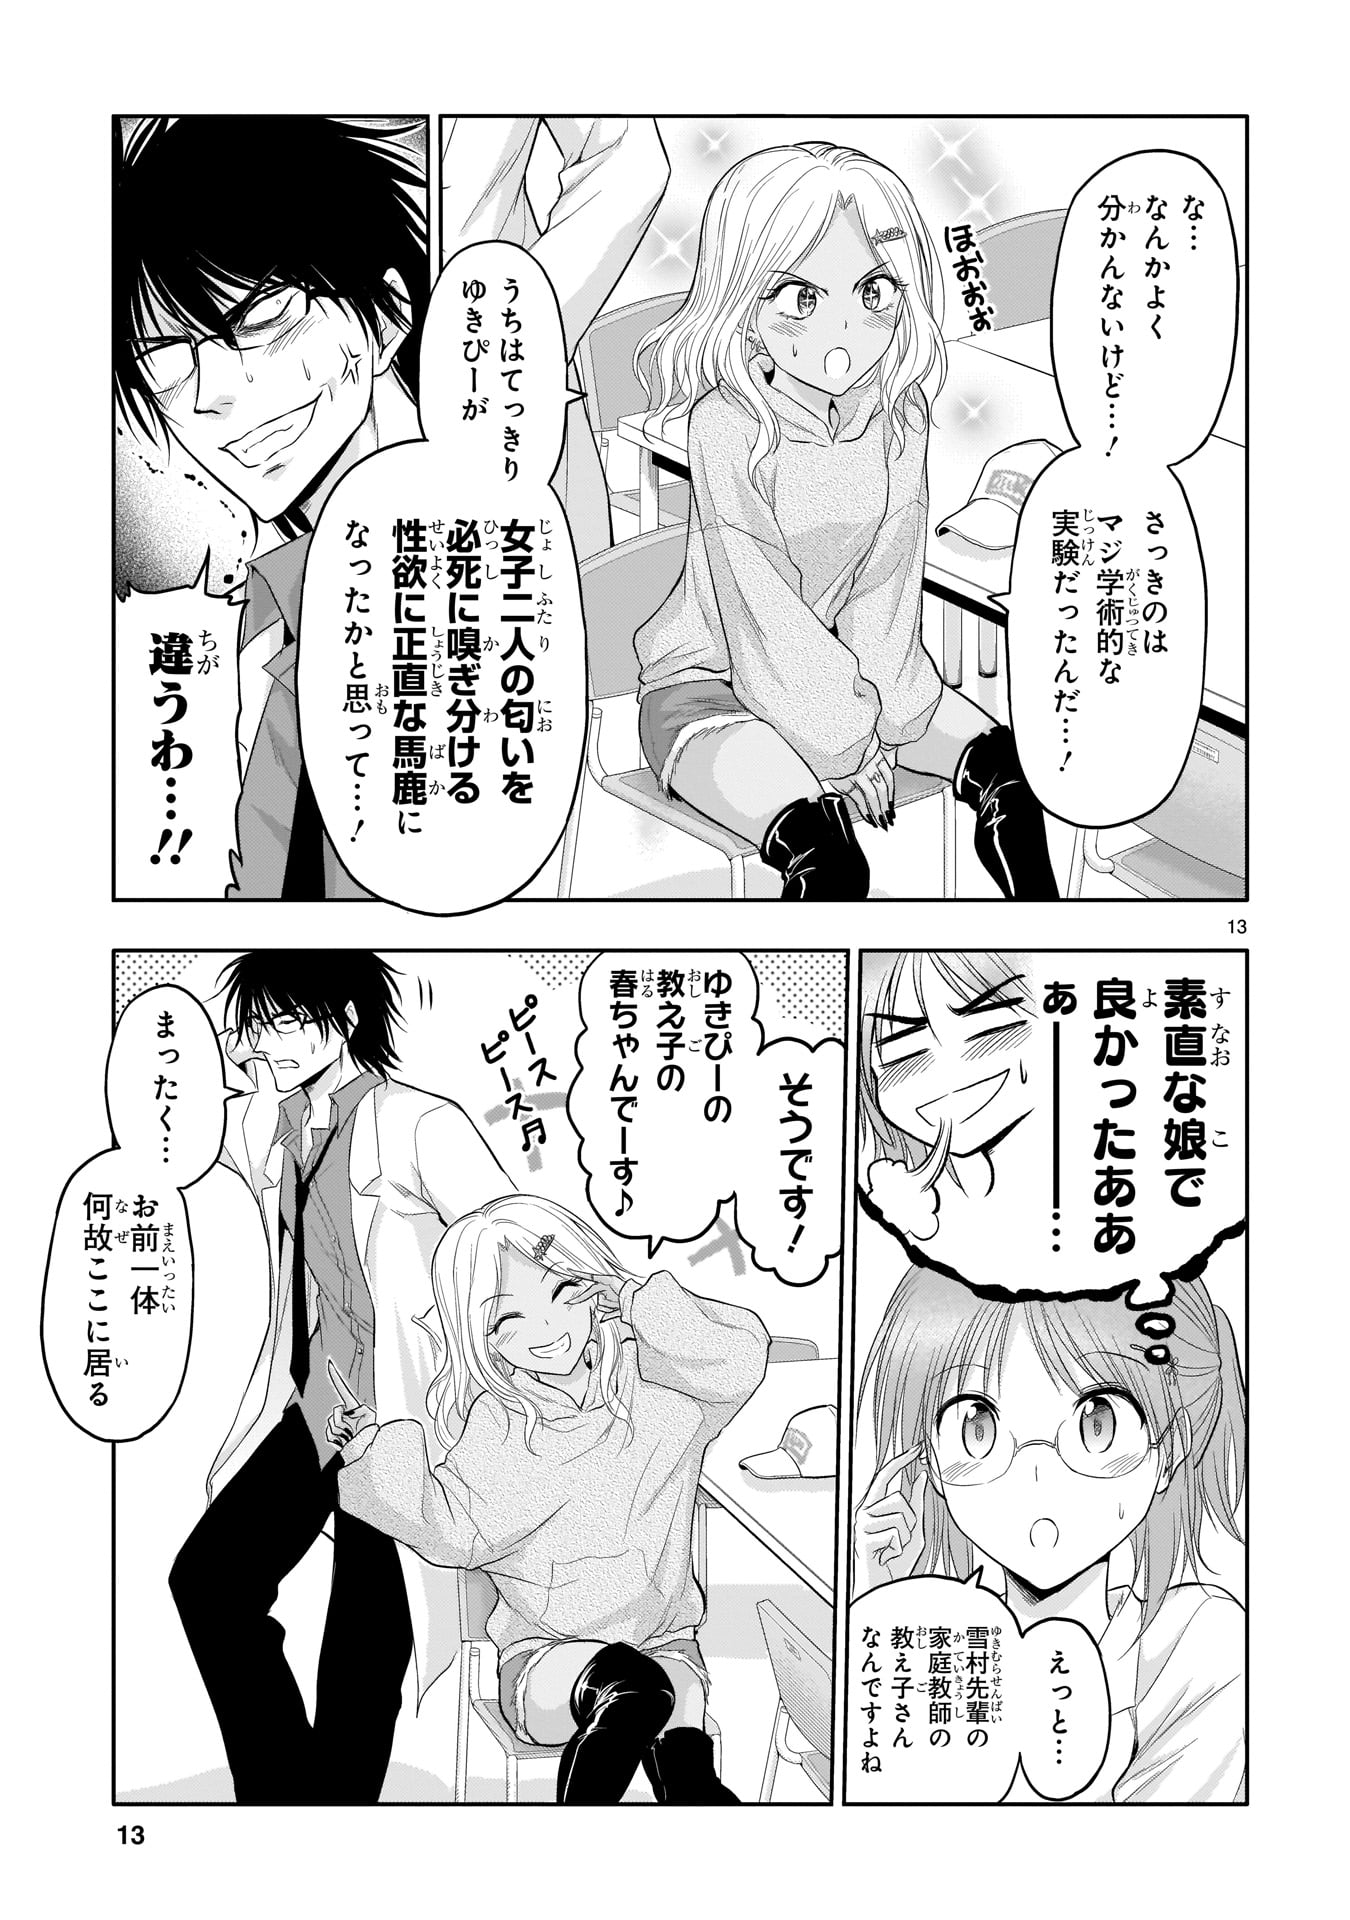 な…
なんかよく
分かんないけど…！
さっきのは
マジ学術的な
実験だったんだ…！
ほおおぉ
うちはてっきり
ゆきぴーが
女子二人の匂いを
必死に嗅ぎ分ける
性欲に正直な馬鹿に
なったかと思って…！
違うわ…!!
13
素直な娘で
良かったああ
あーーー…
えっと…
雪村先輩の
家庭教師の
教え子さん
なんですよね
そうです！
ゆきぴーの
教え子の
春ちゃんでーす♪
ピース
ピース♬
まったく…
お前一体
何故ここに居る
13